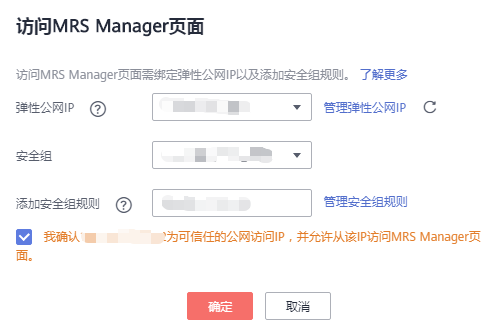 访问MRS Manager页面
访问MRS Manager页面需绑定弹性公网IP以及添加安全组规则。 了解更多
弹性公网IP ? 管理弹性公网IP
安全组
添加安全组规则 ? 管理安全组规则
我确认 2为可信任的公网访问IP，并允许从该IP访问MRS Manager页
面。
确定 取消